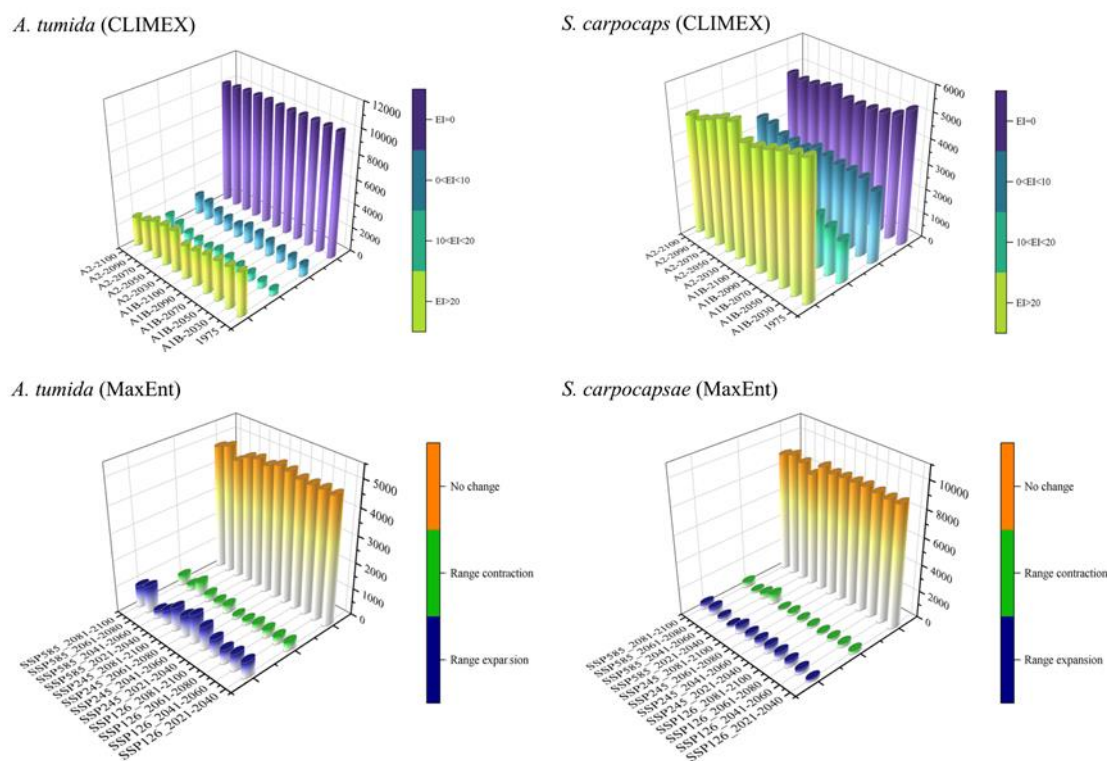 A. tumida (CLIMEX)
12000
10000
8000
6000
4000
2000
0
A2-2100
A2-2090
A2-2070
A2-2050
A2-2030
A1B-2100
A1B-2090
A1B-2070
A1B-2050
A1B-2030
1975
EI=0
0<EI<10
10<EI<20
EI>20
S. carpocaps (CLIMEX)
6000
5000
4000
3000
2000
1000
0
A2-2100
A2-2090
A2-2070
A2-2050
A2-2030
A1B-2100
A1B-2090
A1B-2070
A1B-2050
A1B-2030
1975
EI=0
0<EI<10
10<EI<20
EI>20
A. tumida (MaxEnt)
5000
4000
3000
2000
1000
0
SSP585_2081-2100
SSP585_2061-2080
SSP585_2041-2060
SSP585_2021-2040
SSP245_2081-2100
SSP245_2061-2080
SSP245_2041-2060
SSP245_2021-2040
SSP126_2081-2100
SSP126_2061-2080
SSP126_2041-2060
SSP126_2021-2040
No change
Range contraction
Range expansion
S. carpocapsae (MaxEnt)
10000
8000
6000
4000
2000
0
SSP585_2081-2100
SSP585_2061-2080
SSP585_2041-2060
SSP585_2021-2040
SSP245_2081-2100
SSP245_2061-2080
SSP245_2041-2060
SSP245_2021-2040
SSP126_2081-2100
SSP126_2061-2080
SSP126_2041-2060
SSP126_2021-2040
No change
Range contraction
Range expansion